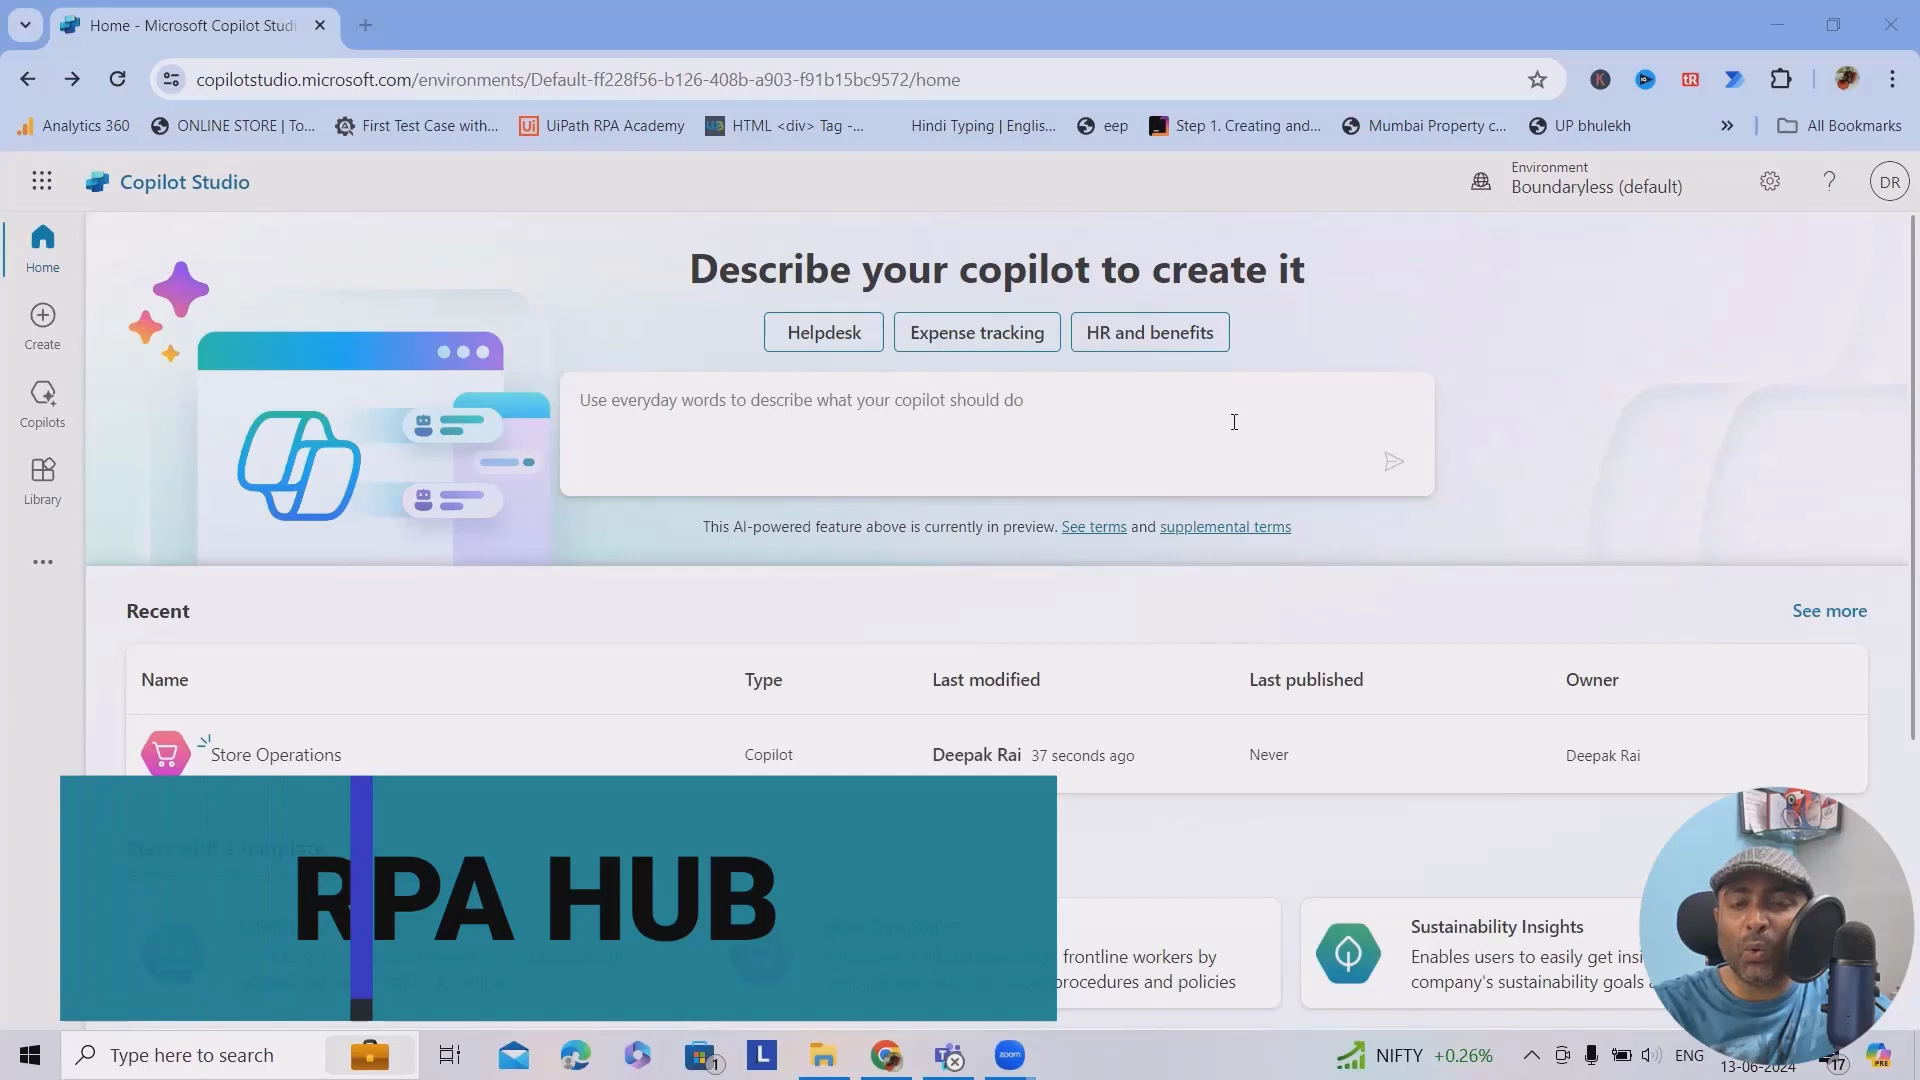 Home - Microsoft Copilot Studi
copilotstudio.microsoft.com/environments/Default-ff228f56-b126-408b-a903-f91b15bc9572/home
Analytics 360
ONLINE STORE | To...
First Test Case with...
UiPath RPA Academy
HTML <div> Tag -...
Hindi Typing | Englis...
eep
Step 1. Creating and...
Mumbai Property c...
UP bhulekh
All Bookmarks
Copilot Studio
Environment
Boundaryless (default)
DR
Home
Create
Copilots
Library
Describe your copilot to create it
Helpdesk
Expense tracking
HR and benefits
Use everyday words to describe what your copilot should do
This AI-powered feature above is currently in preview. See terms and supplemental terms
Recent
See more
Name
Type
Last modified
Last published
Owner
Store Operations
Copilot
Deepak Rai 37 seconds ago
Never
Deepak Rai
Start with a template
RPA HUB
frontline workers by
procedures and policies
Sustainability Insights
Enables users to easily get insi
company's sustainability goals
Type here to search
1
L
zoom
NIFTY +0.26%
ENG
13-06-2024
17
PRE